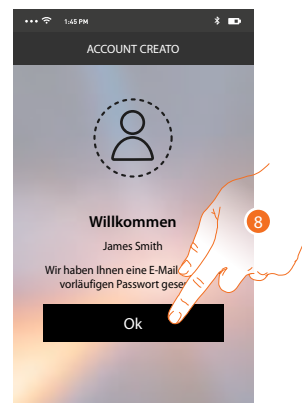 1:45 PM
ACCOUNT CREATO
Willkommen
James Smith
Wir haben Ihnen eine E-Mail
vorläufigen Passwort
Ok
8